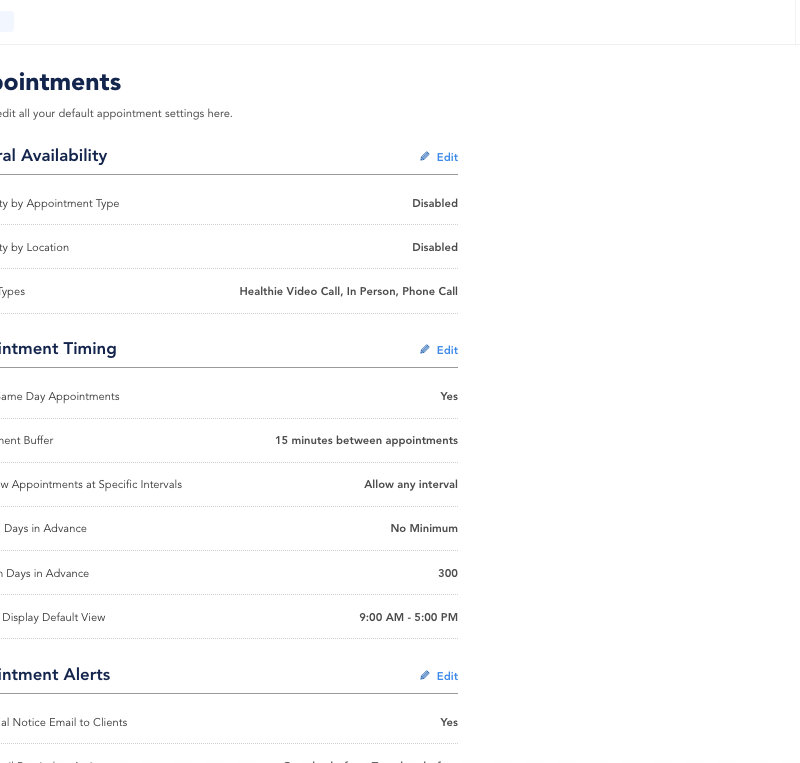 pointments
edit all your default appointment settings here.
ral Availability Edit
ty by Appointment Type Disabled
ty by Location Disabled
Types Healthie Video Call, In Person, Phone Call
intment Timing Edit
ame Day Appointments Yes
nent Buffer 15 minutes between appointments
w Appointments at Specific Intervals Allow any interval
Days in Advance No Minimum
n Days in Advance 300
Display Default View 9:00 AM - 5:00 PM
intment Alerts Edit
al Notice Email to Clients Yes